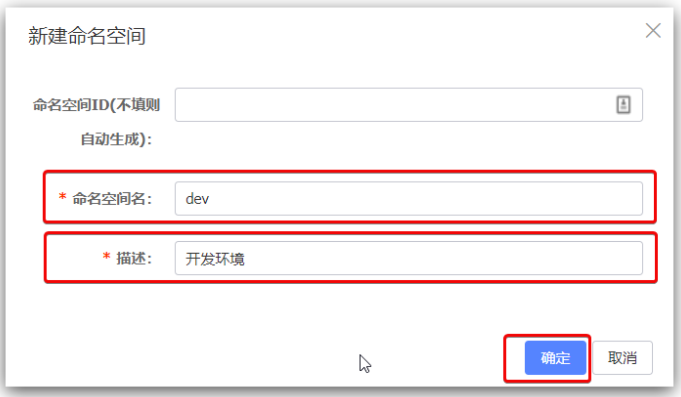 新建命名空间
命名空间ID(不填则
自动生成):
* 命名空间名: dev
* 描述: 开发环境
确定 取消